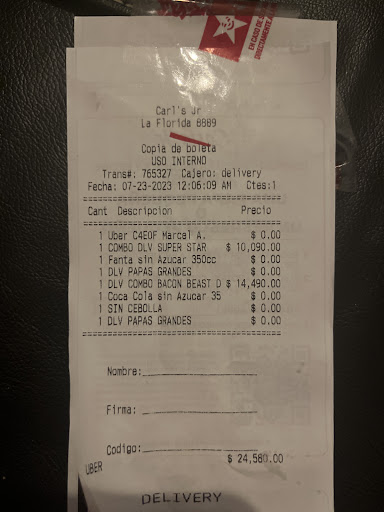 EN CASO DE
DIRECTAMENTE A
Carl's Jr
La Florida 8889
Copia de boleta
USO INTERNO
Trans#: 765327 Cajero: delivery
Fecha: 07-23-2023 12:06:09 AM Ctes:1
Cant Descripcion Precio
1 Uber C4E0F Marcel A. $ 0.00
1 COMBO DLV SUPER STAR $ 10,090.00
1 Fanta sin Azucar 350cc $ 0.00
1 DLV PAPAS GRANDES $ 0.00
1 DLV COMBO BACON BEAST D $ 14,490.00
1 Coca Cola sin Azucar 35 $ 0.00
1 SIN CEBOLLA $ 0.00
1 DLV PAPAS GRANDES $ 0.00
Nombre:
Firma:
Codigo:
UBER $ 24,580.00
DELIVERY